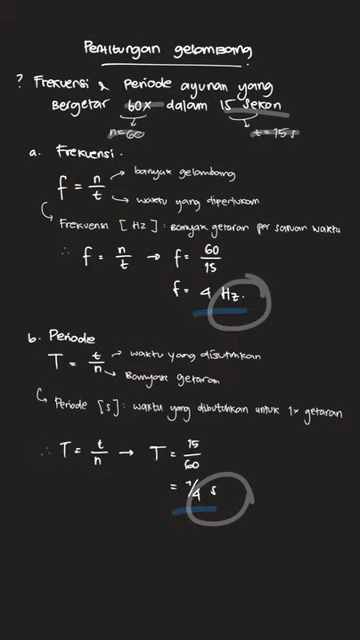 Perhitungan gelombang
? Frekuensi & Periode ayunan yang
Bergetar 60x dalam 15 sekon
n=60 t=15s
a. Frekuensi.
f = n/t
banyak gelombang
waktu yang diperlukan
Frekuensi [Hz] : Banyak getaran per satuan waktu
∴ f = n/t → f = 60/15
f = 4 Hz.
b. Periode
T = t/n
waktu yang dibutuhkan
Banyak getaran
Periode [s] : waktu yang dibutuhkan untuk 1x getaran
∴ T = t/n → T = 15/60
= 1/4 s